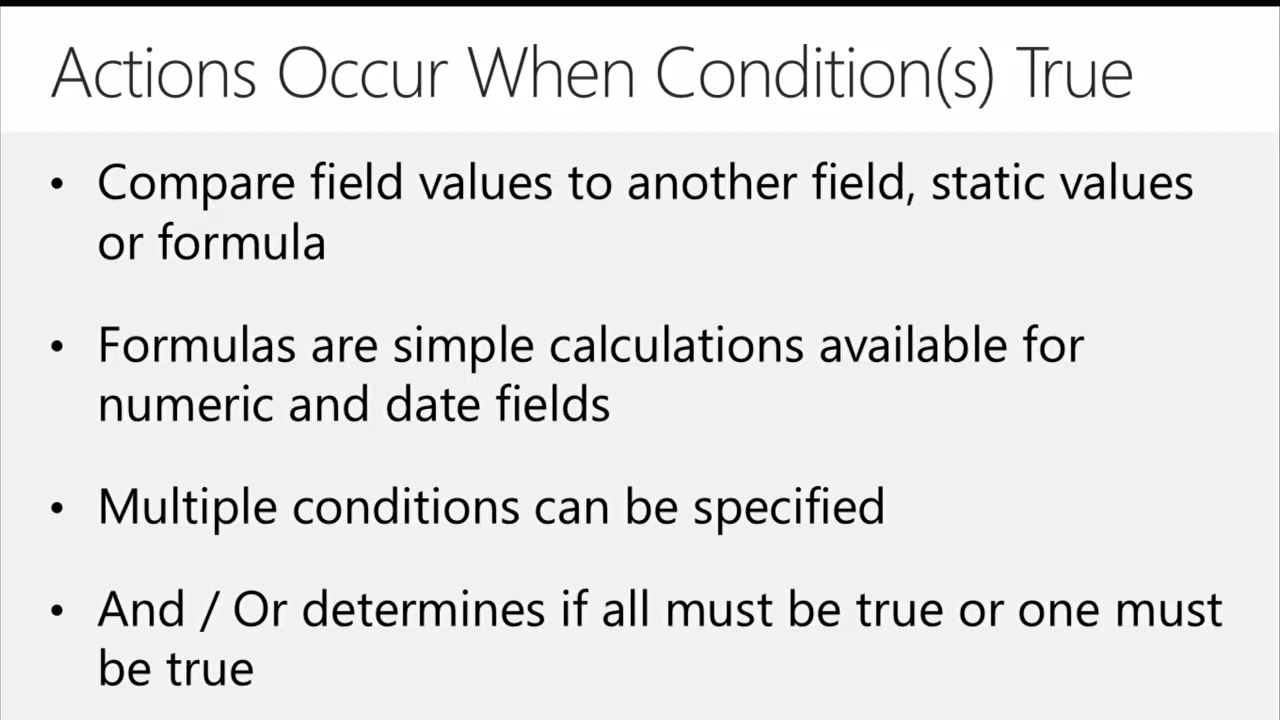 Actions Occur When Condition(s) True
• Compare field values to another field, static values
or formula
• Formulas are simple calculations available for
numeric and date fields
• Multiple conditions can be specified
• And / Or determines if all must be true or one must
be true